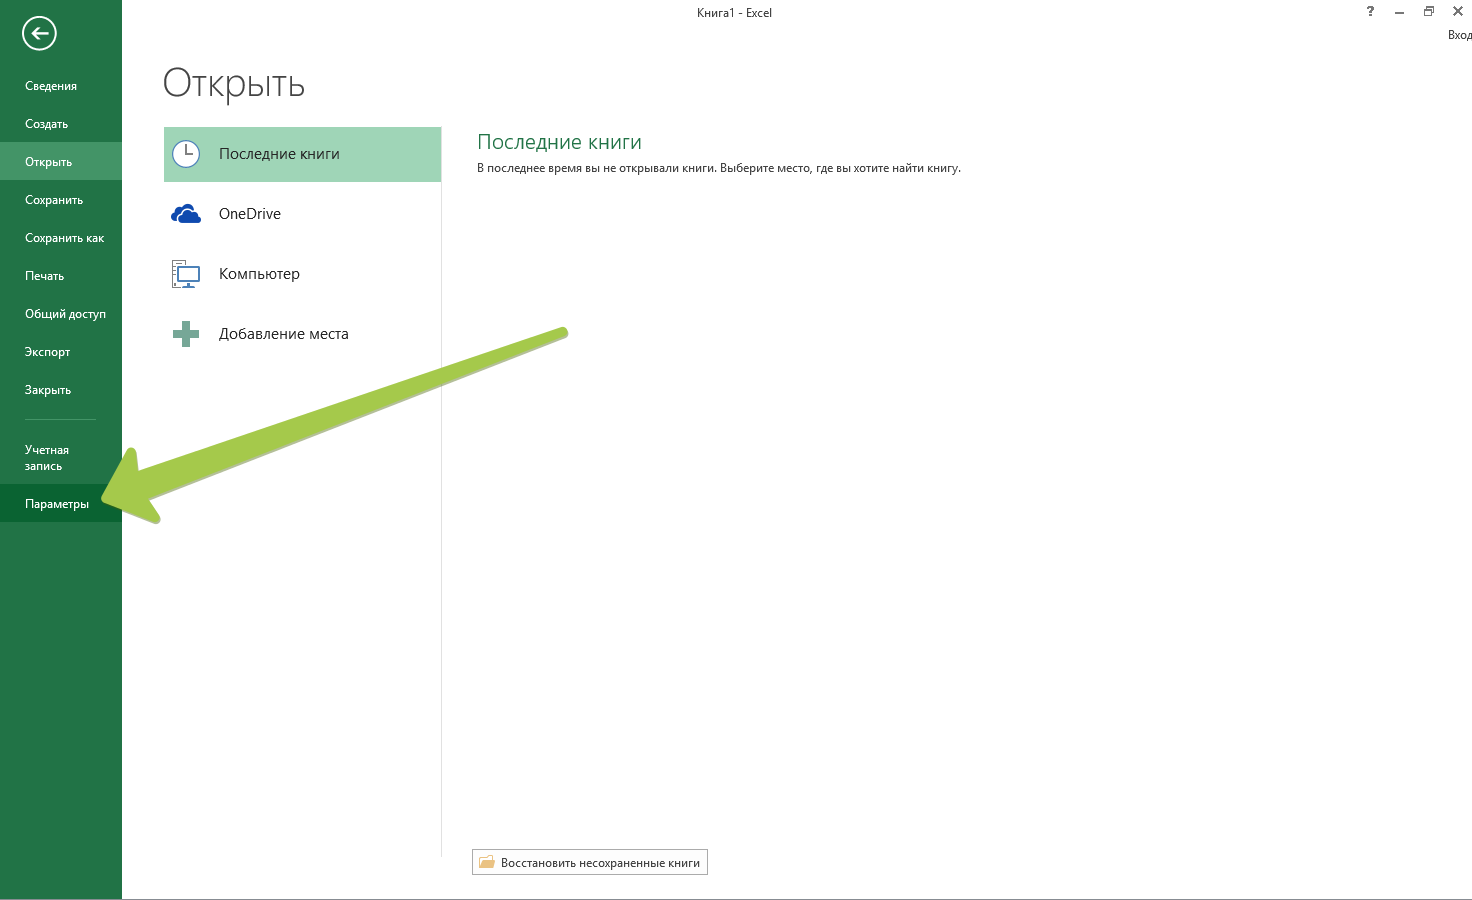 Книга1 - Excel
?
Вход
Сведения
Создать
Открыть
Сохранить
Сохранить как
Печать
Общий доступ
Экспорт
Закрыть
Учетная
запись
Параметры
Открыть
Последние книги
OneDrive
Компьютер
Добавление места
Последние книги
В последнее время вы не открывали книги. Выберите место, где вы хотите найти книгу.
Восстановить несохраненные книги